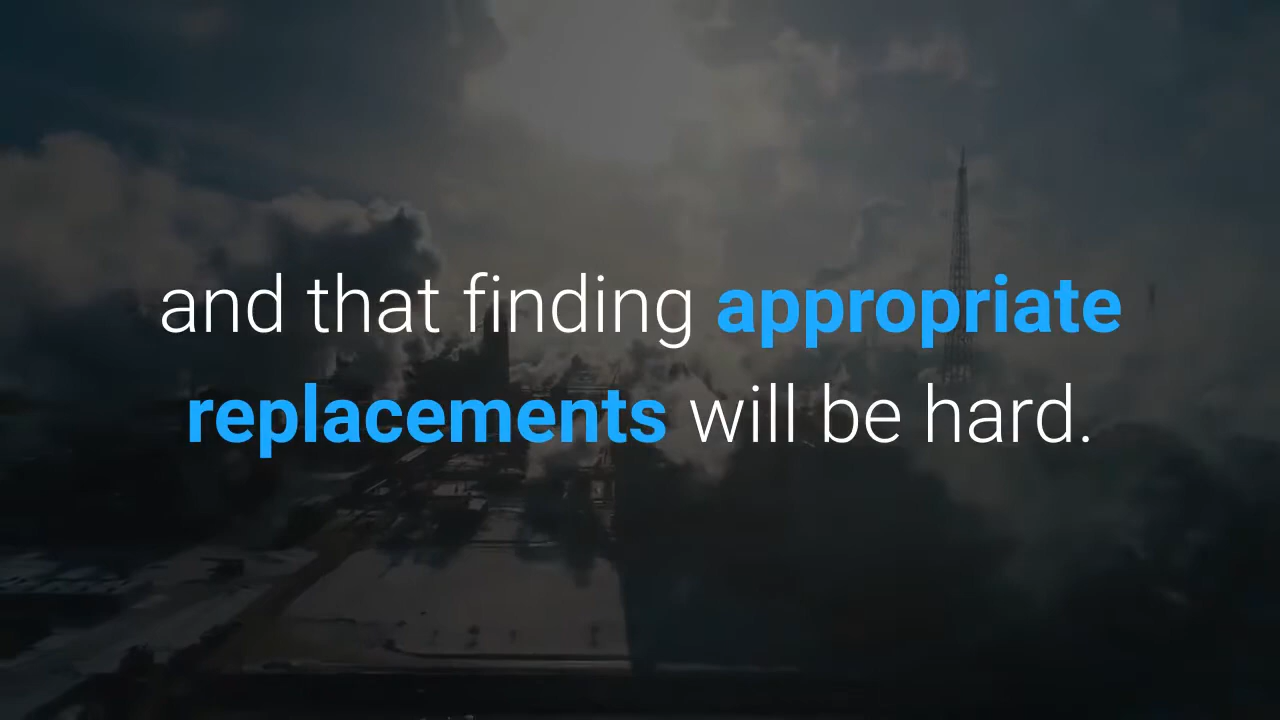 and that finding appropriate
replacements will be hard.